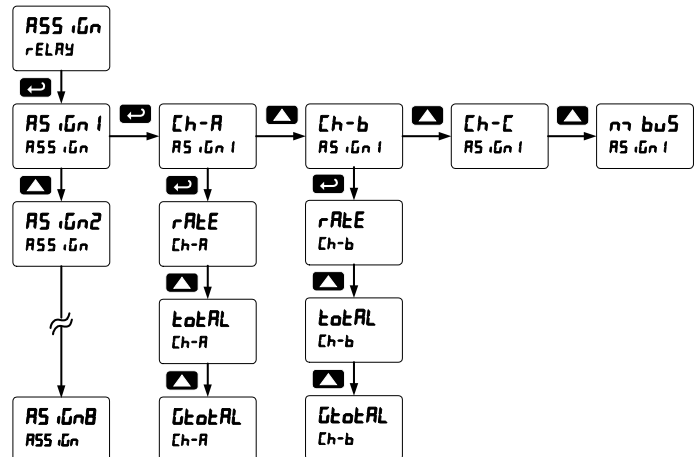 ASSiGn
rELAY
ASiGn1
ASSiGn
Ch-A
ASiGn1
Ch-b
ASiGn1
Ch-C
ASiGn1
m buS
ASiGn1
ASiGn2
ASSiGn
rAtE
Ch-A
rAtE
Ch-b
totAL
Ch-A
totAL
Ch-b
ASiGn8
ASSiGn
GtotAL
Ch-A
GtotAL
Ch-b